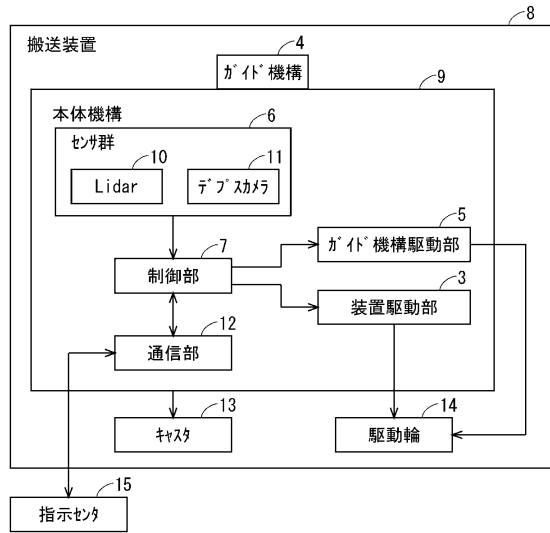 8
搬送装置
4
ガイド機構
9
本体機構
6
センサ群
10
11
Lidar
デプスカメラ
5
ガイド機構駆動部
7
制御部
3
装置駆動部
12
通信部
13
キャスタ
14
駆動輪
15
指示センタ